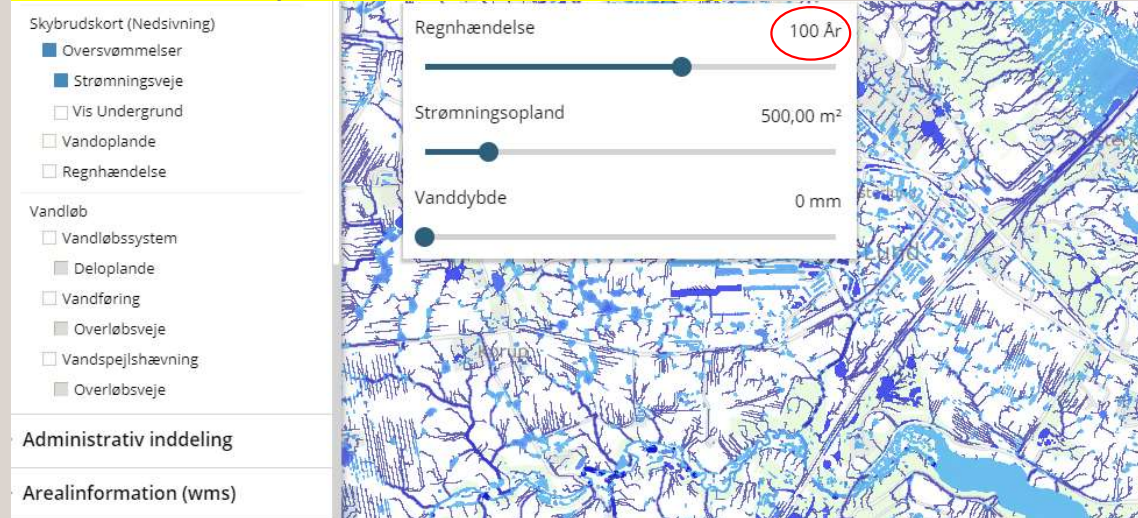 Skybrudskort (Nedsivning)
Oversvømmelser
Strømningsveje
Vis Undergrund
Vandoplande
Regnhændelse
Vandløb
Vandløbssystem
Deloplande
Vandføring
Overløbsveje
Vandspejlshævning
Overløbsveje
Administrativ inddeling
Arealinformation (wms)
Regnhændelse 100 År
Strømningsopland 500,00 m²
Vanddybde 0 mm
Lund